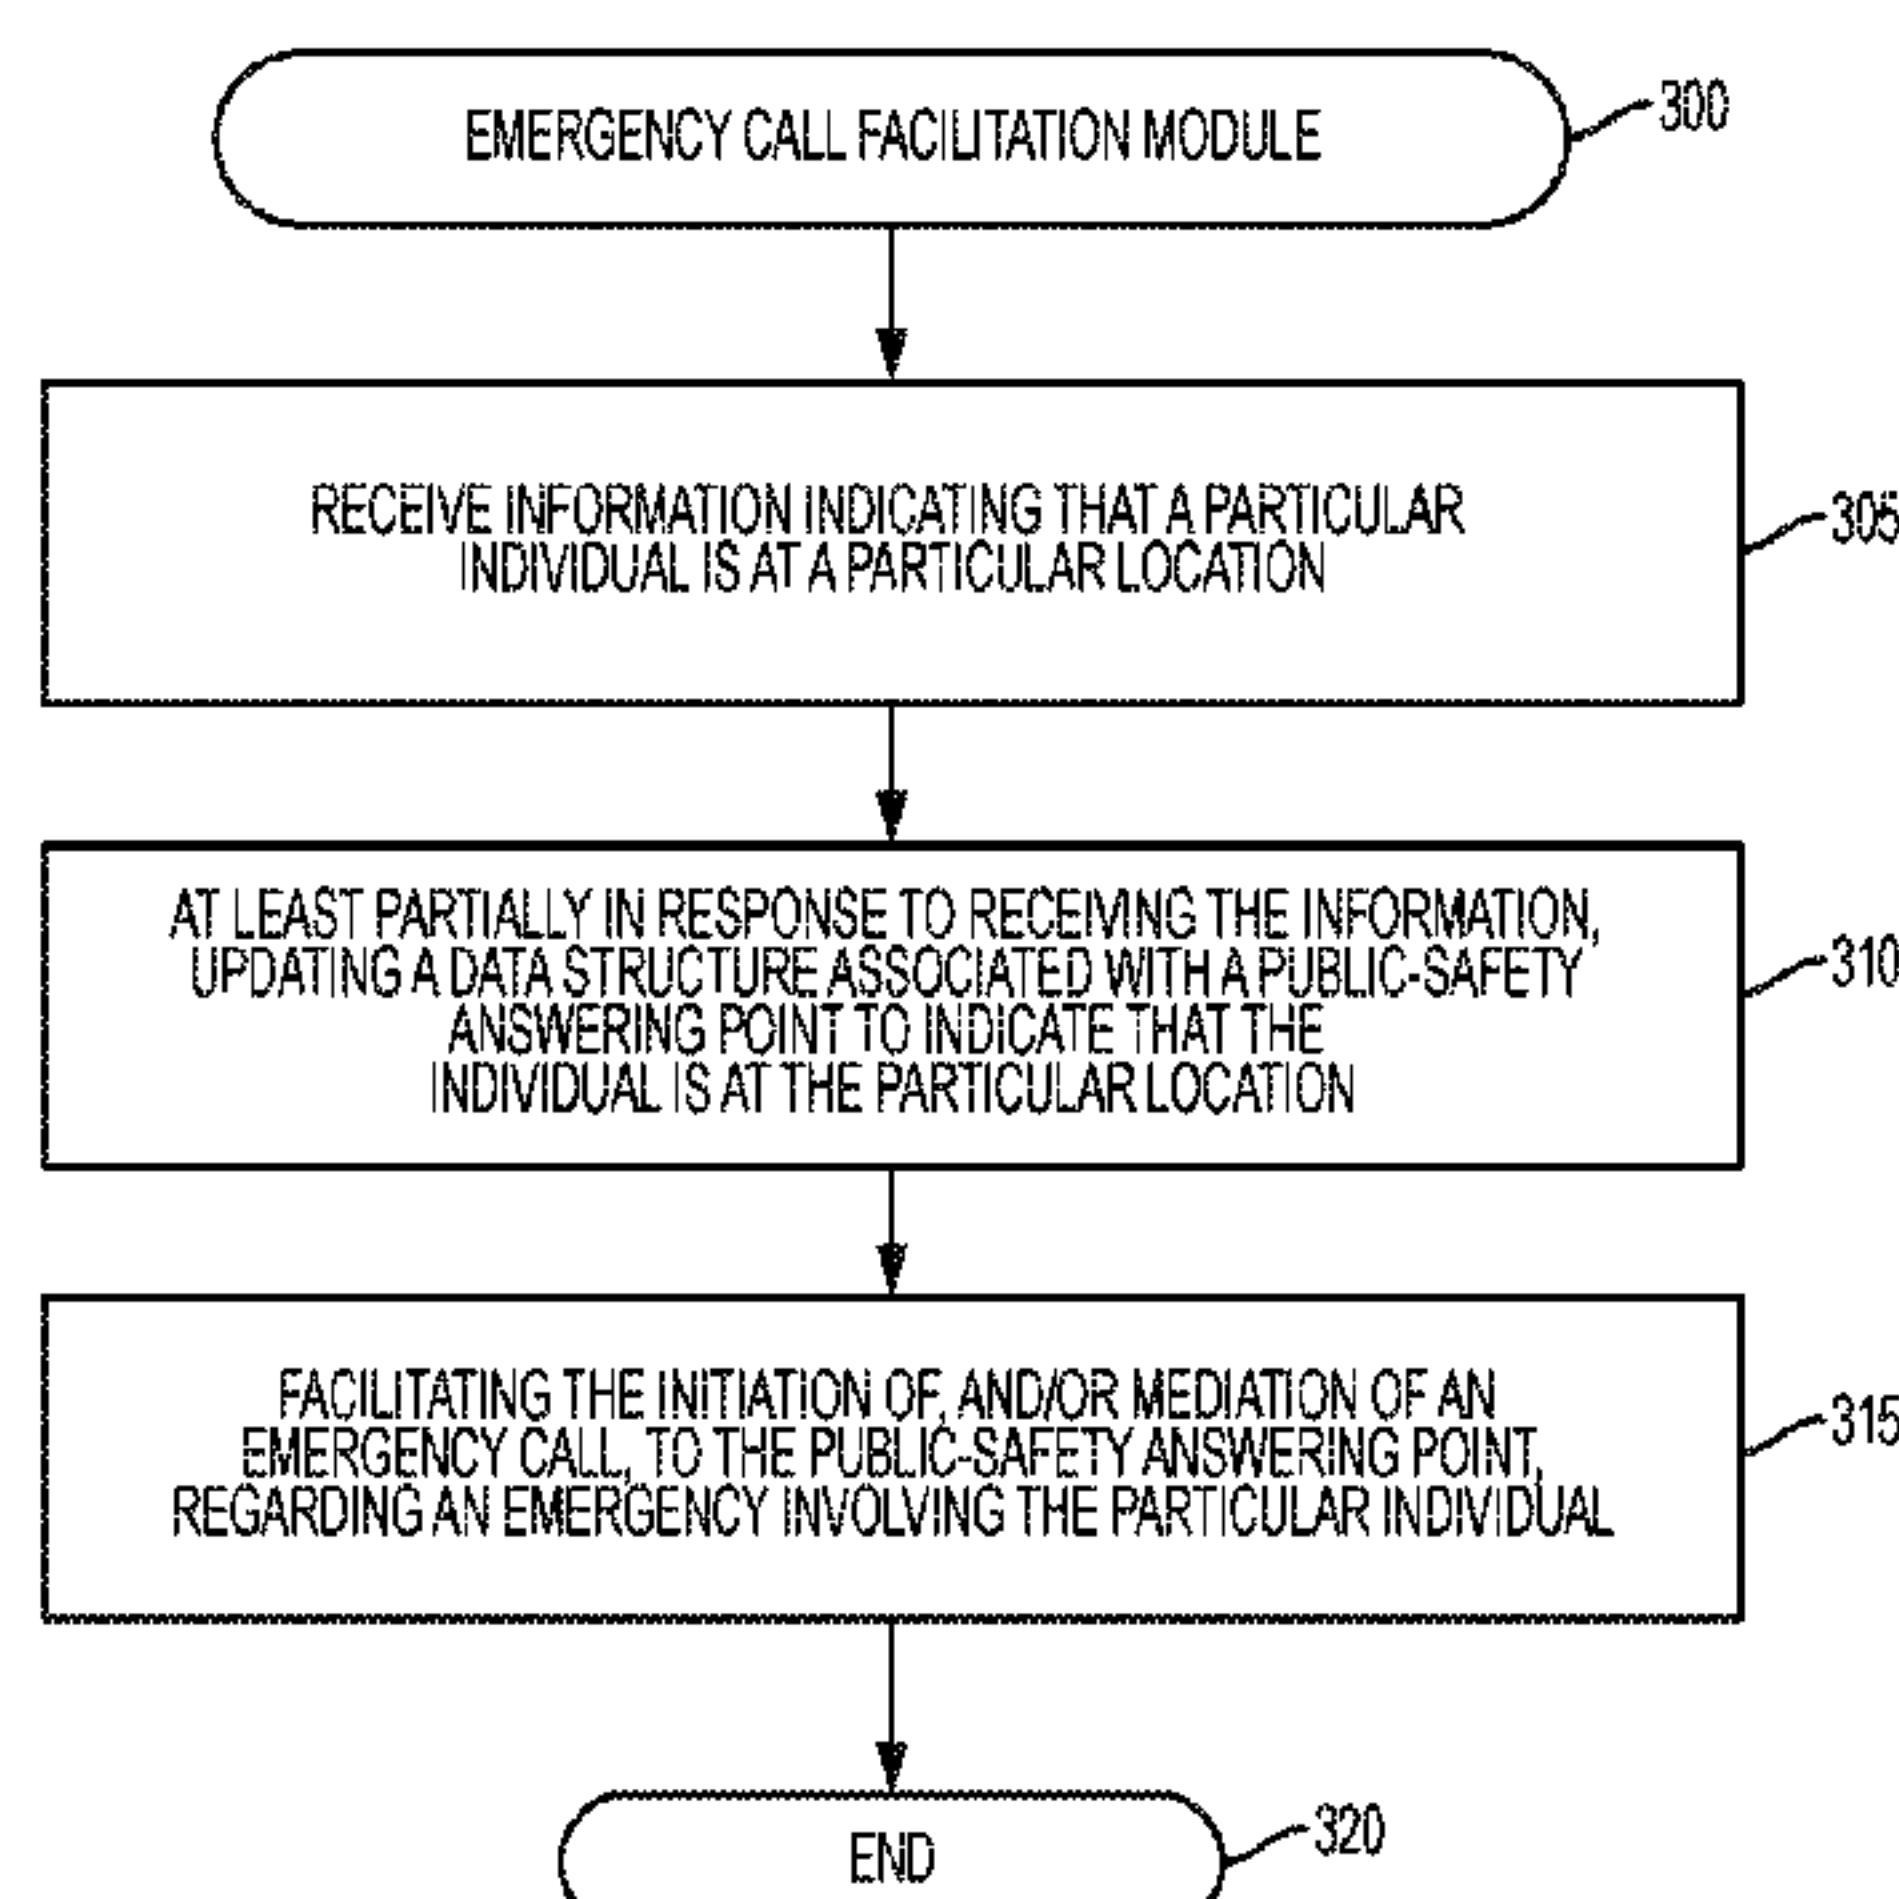 EMERGENCY CALL FACILITATION MODULE
300
RECEIVE INFORMATION INDICATING THAT A PARTICULAR
INDIVIDUAL IS AT A PARTICULAR LOCATION
305
AT LEAST PARTIALLY IN RESPONSE TO RECEIVING THE INFORMATION,
UPDATING A DATA STRUCTURE ASSOCIATED WITH A PUBLIC-SAFETY
ANSWERING POINT TO INDICATE THAT THE
INDIVIDUAL IS AT THE PARTICULAR LOCATION
310
FACILITATING THE INITIATION OF, AND/OR MEDIATION OF AN
EMERGENCY CALL, TO THE PUBLIC-SAFETY ANSWERING POINT,
REGARDING AN EMERGENCY INVOLVING THE PARTICULAR INDIVIDUAL
315
END
320